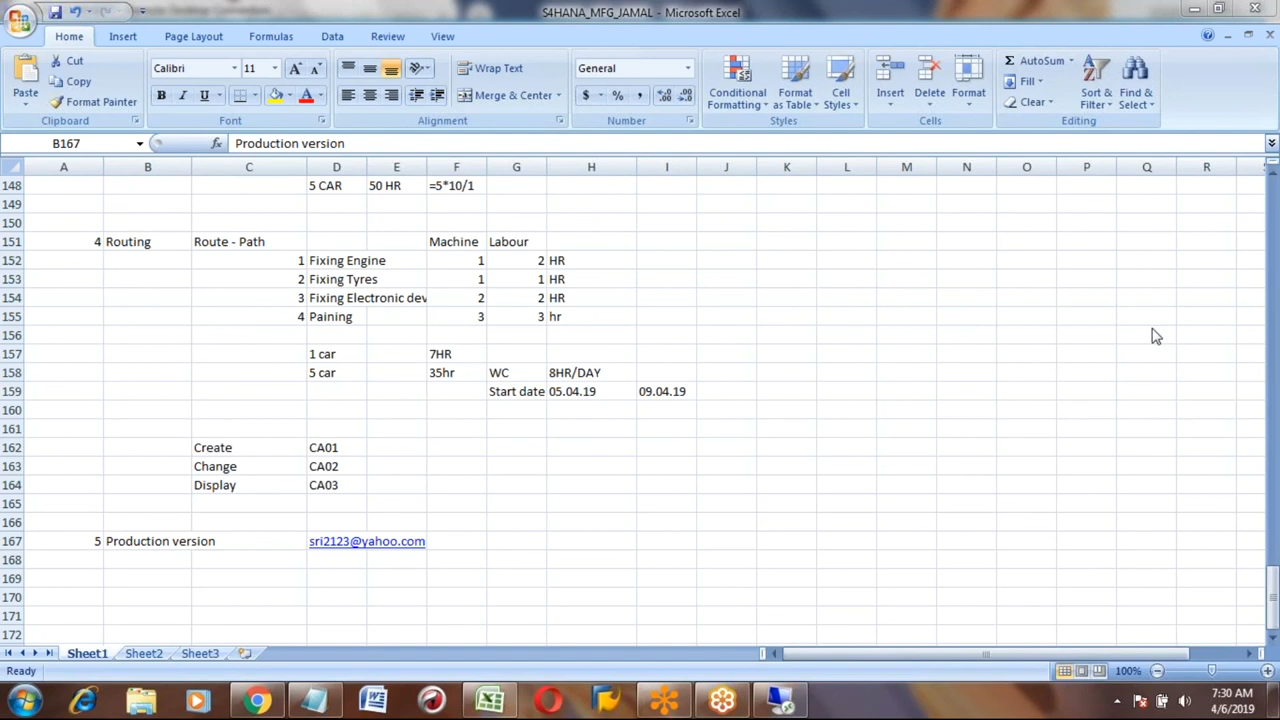 S4HANA_MFG_JAMAL - Microsoft Excel
Home Insert Page Layout Formulas Data Review View
Paste Cut Copy Format Painter Clipboard
Calibri 11 A A B I U A Font
Wrap Text Merge & Center Alignment
General $ % , Number
Conditional Formatting Format as Table Cell Styles Styles
Insert Delete Format Cells
Σ AutoSum Fill Clear Sort & Filter Find & Select Editing
B167 fx Production version
A B C D E F G H I J K L M N O P Q R
148 5 CAR 50 HR =5*10/1
149
150
151 4 Routing Route - Path Machine Labour
152 1 Fixing Engine 1 2 HR
153 2 Fixing Tyres 1 1 HR
154 3 Fixing Electronic dev 2 2 HR
155 4 Paining 3 3 hr
156
157 1 car 7HR
158 5 car 35hr WC 8HR/DAY
159 Start date 05.04.19 09.04.19
160
161
162 Create CA01
163 Change CA02
164 Display CA03
165
166
167 5 Production version sri2123@yahoo.com
168
169
170
171
172
Sheet1 Sheet2 Sheet3
Ready 100%
7:30 AM
4/6/2019